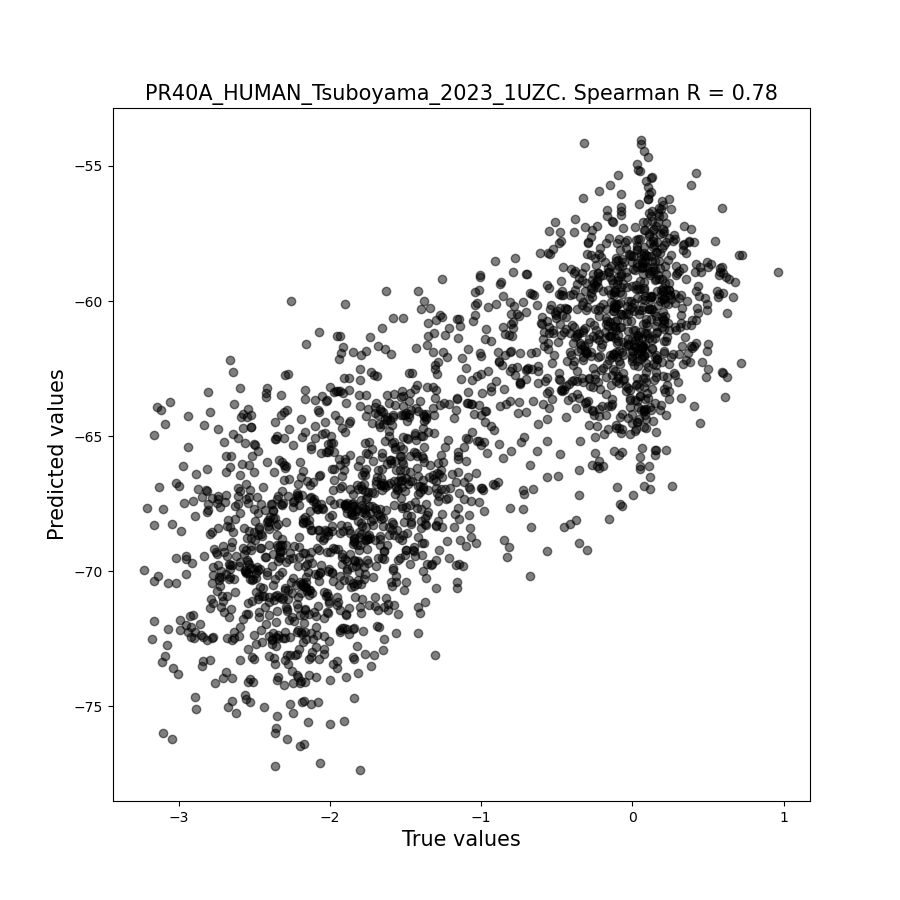 PR40A_HUMAN_Tsuboyama_2023_1UZC. Spearman R = 0.78
−55
−60
−65
−70
−75
Predicted values
−3 −2 −1 0 1
True values